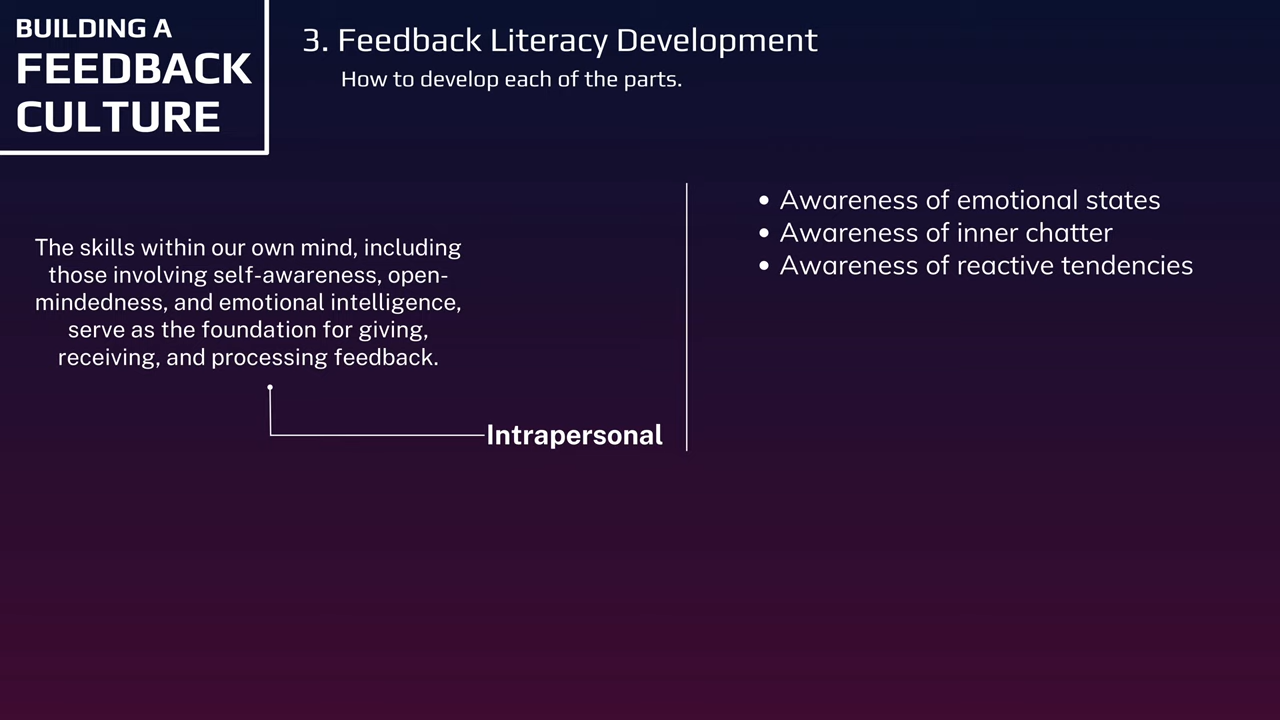 BUILDING A
FEEDBACK
CULTURE
3. Feedback Literacy Development
How to develop each of the parts.
The skills within our own mind, including
those involving self-awareness, open-
mindedness, and emotional intelligence,
serve as the foundation for giving,
receiving, and processing feedback.
Intrapersonal
• Awareness of emotional states
• Awareness of inner chatter
• Awareness of reactive tendencies